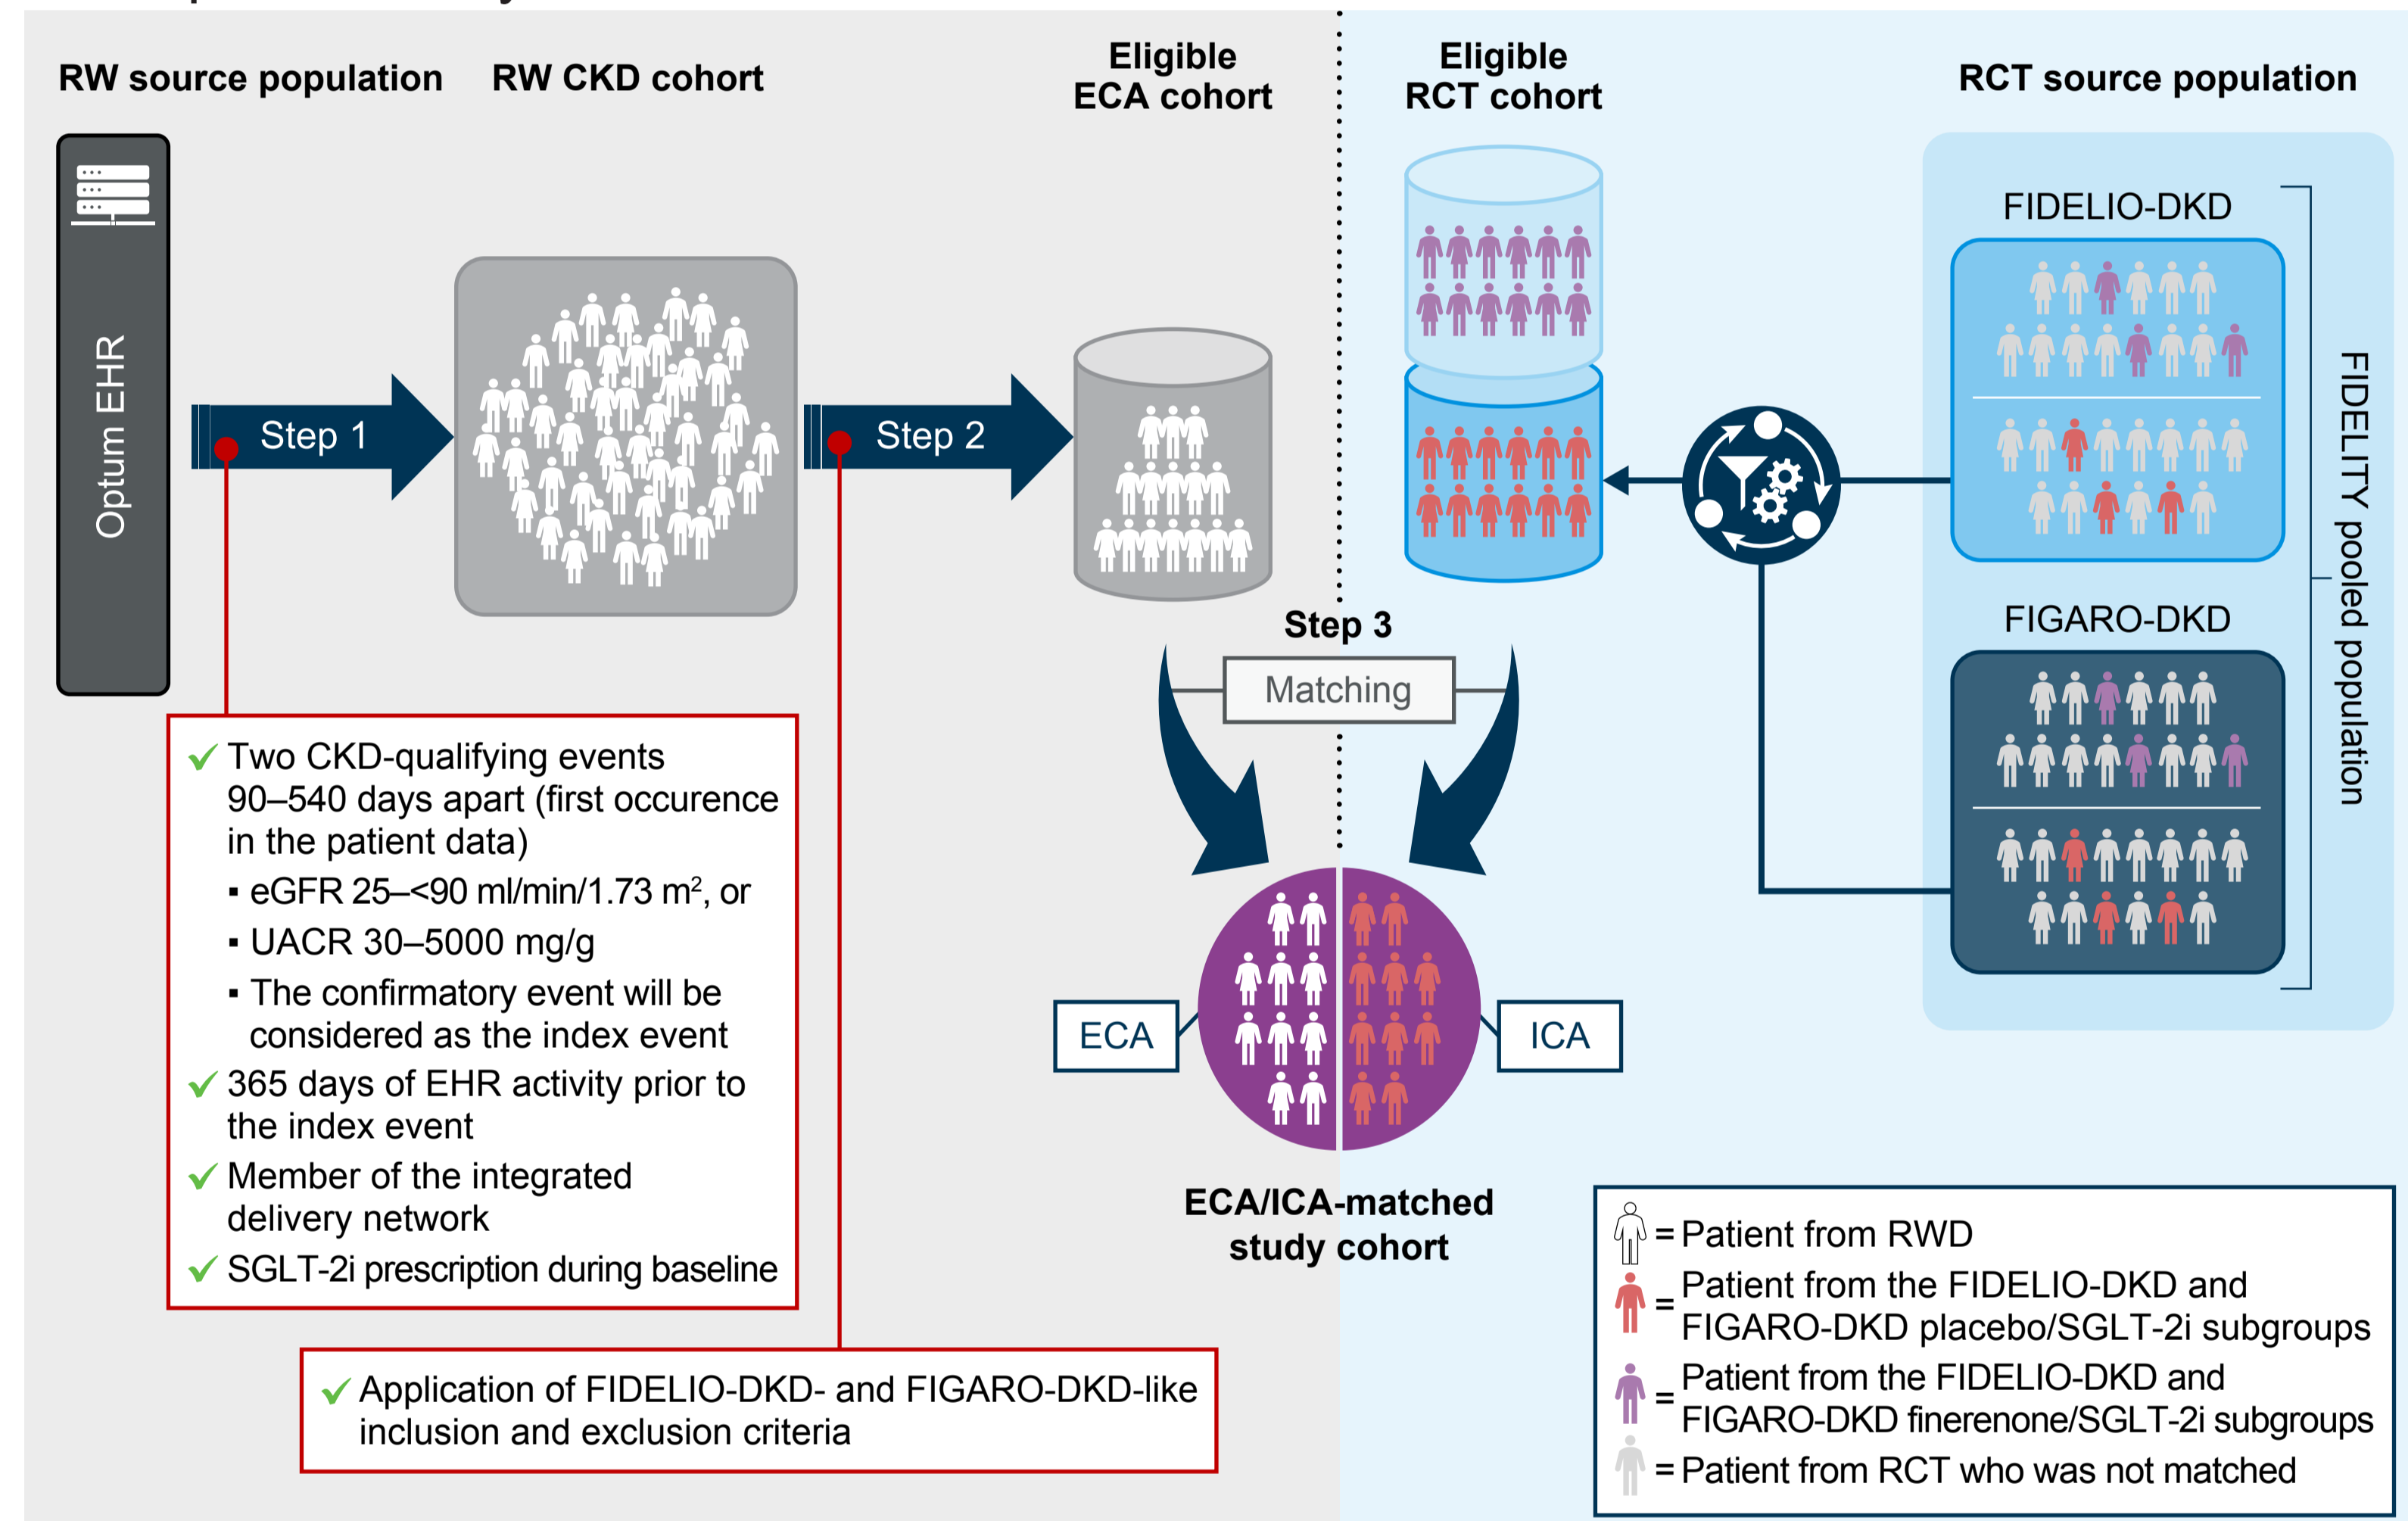 RW source population
RW CKD cohort
Eligible
ECA cohort
Eligible
RCT cohort
RCT source population
Optum EHR
Step 1
Step 2
FIDELIO-DKD
FIGARO-DKD
FIDELITY pooled population
Step 3
Matching
✓ Two CKD-qualifying events
90–540 days apart (first occurence
in the patient data)
▪ eGFR 25–<90 ml/min/1.73 m², or
▪ UACR 30–5000 mg/g
▪ The confirmatory event will be
considered as the index event
✓ 365 days of EHR activity prior to
the index event
✓ Member of the integrated
delivery network
✓ SGLT-2i prescription during baseline
ECA
ICA
ECA/ICA-matched
study cohort
✓ Application of FIDELIO-DKD- and FIGARO-DKD-like
inclusion and exclusion criteria
= Patient from RWD
= Patient from the FIDELIO-DKD and
FIGARO-DKD placebo/SGLT-2i subgroups
= Patient from the FIDELIO-DKD and
FIGARO-DKD finerenone/SGLT-2i subgroups
= Patient from RCT who was not matched